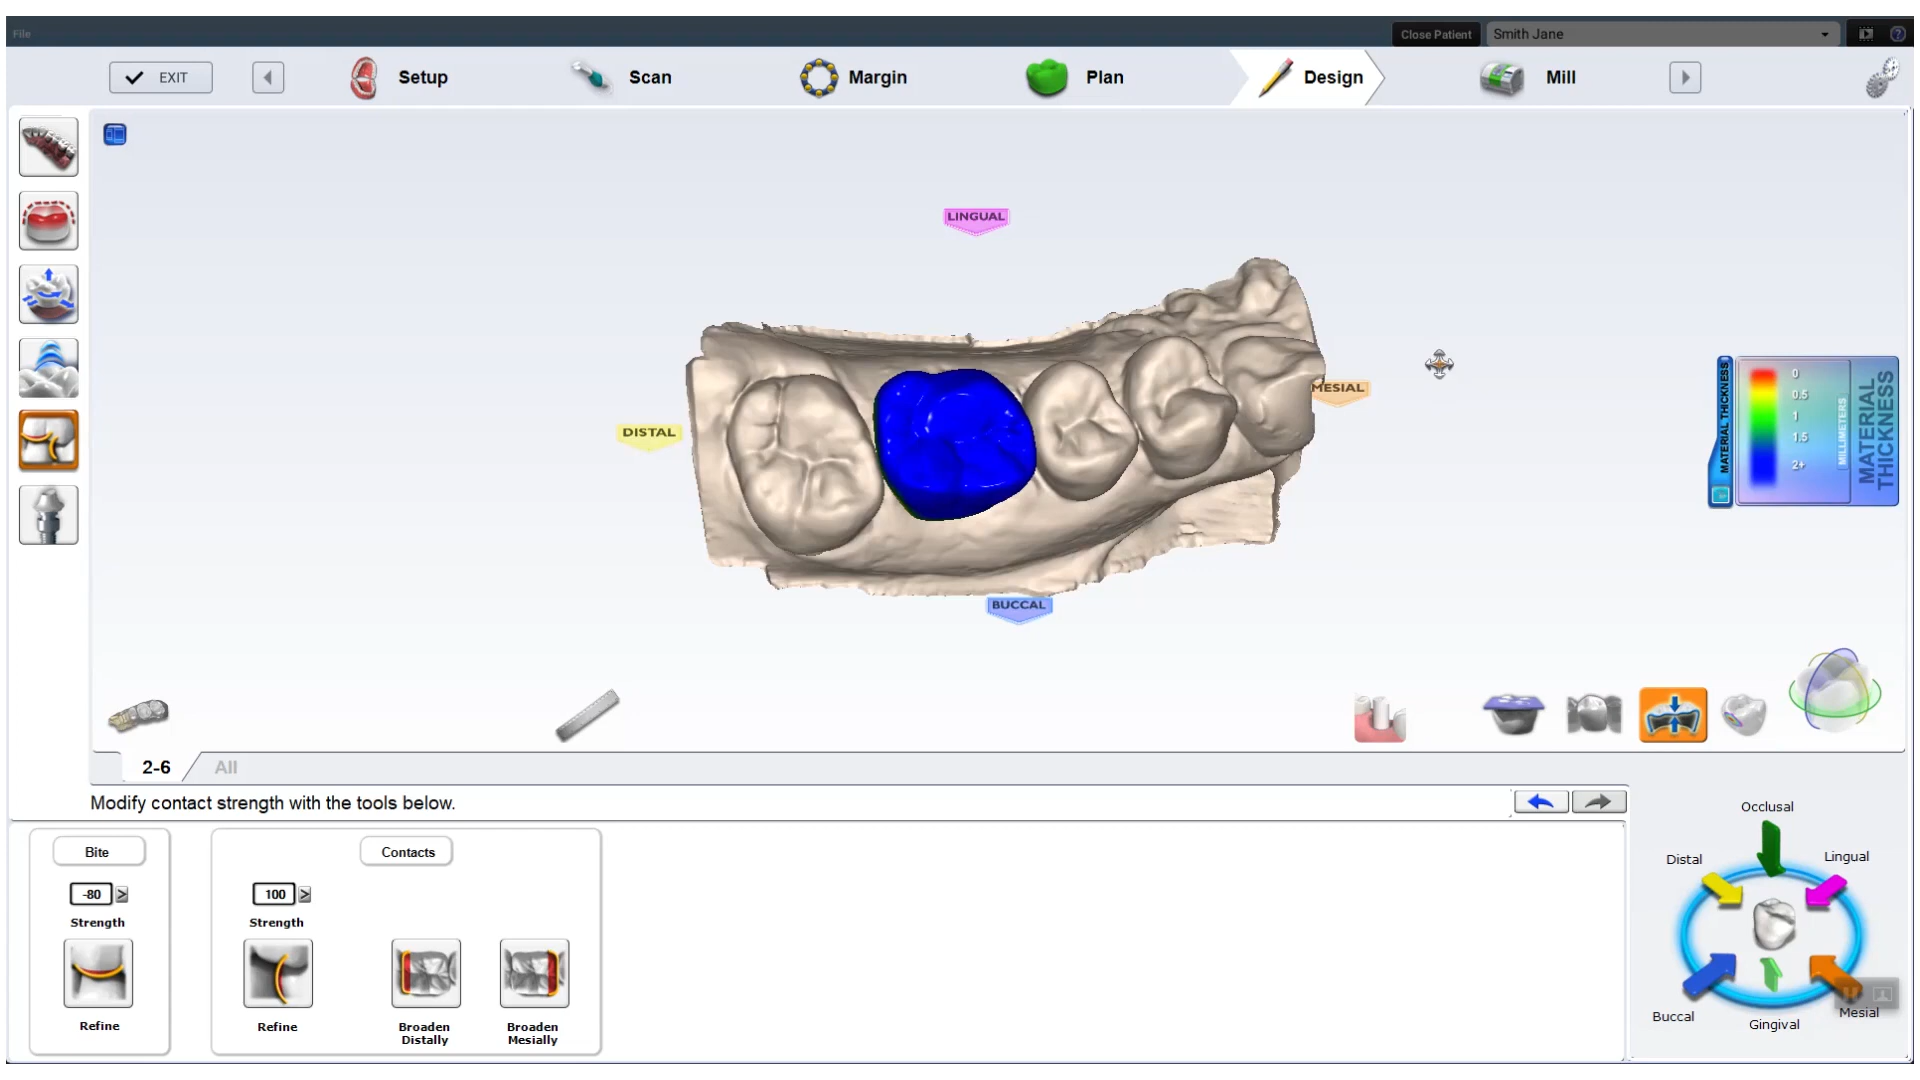 File
Close Patient
Smith Jane
EXIT
Setup
Scan
Margin
Plan
Design
Mill
LINGUAL
DISTAL
MESIAL
BUCCAL
MATERIAL THICKNESS
0
0.5
1
1.5
2+
MILLIMETERS
MATERIAL
THICKNESS
2-6
All
Modify contact strength with the tools below.
Bite
-80
Strength
Refine
Contacts
100
Strength
Refine
Broaden
Distally
Broaden
Mesially
Occlusal
Distal
Lingual
Buccal
Mesial
Gingival